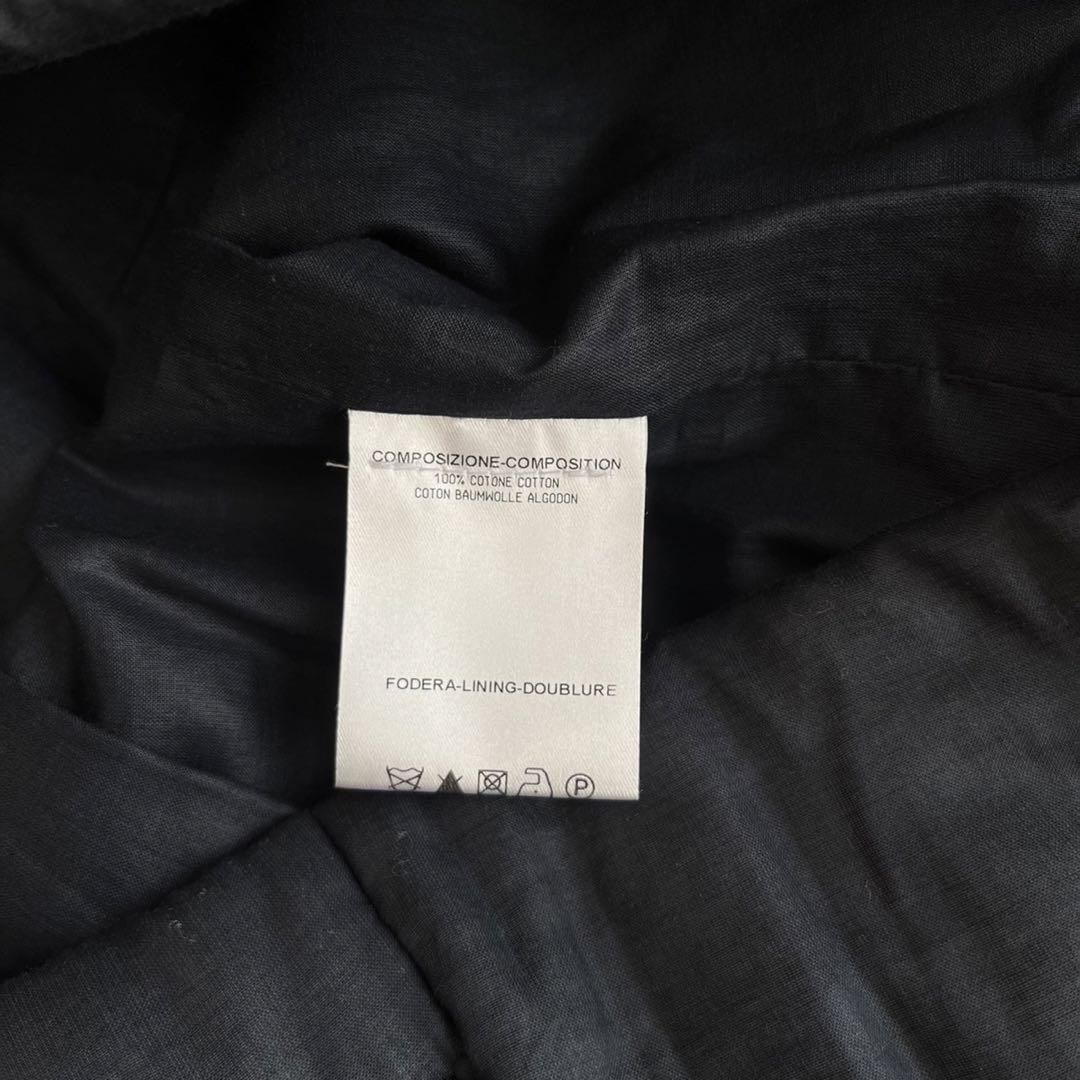 COMPOSIZIONE-COMPOSITION
100% COTONE COTTON
COTON BAUMWOLLE ALGODON
FODERA-LINING-DOUBLURE
P